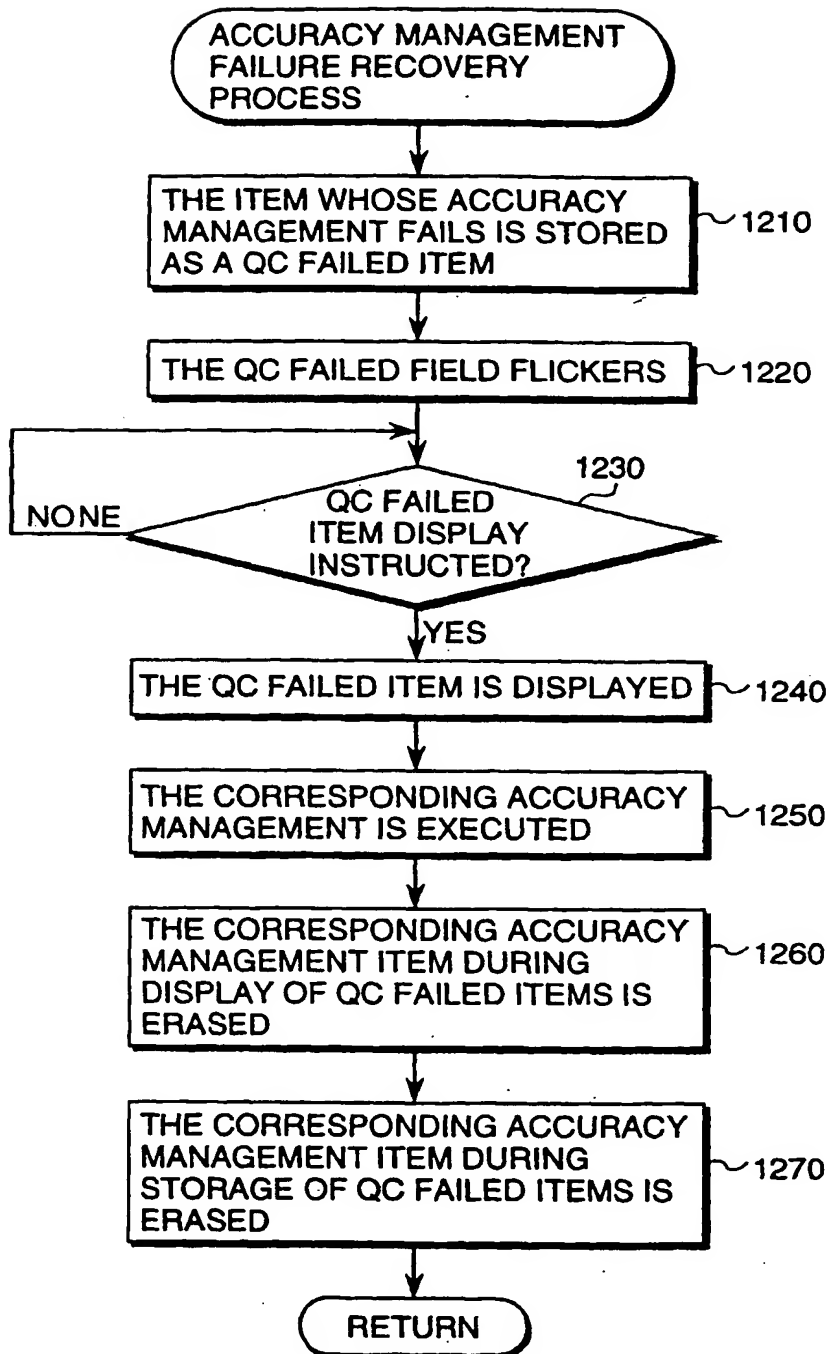 ACCURACY MANAGEMENT
FAILURE RECOVERY
PROCESS
THE ITEM WHOSE ACCURACY
MANAGEMENT FAILS IS STORED
AS A QC FAILED ITEM
1210
THE QC FAILED FIELD FLICKERS
1220
1230
NONE
QC FAILED
ITEM DISPLAY
INSTRUCTED?
YES
THE QC FAILED ITEM IS DISPLAYED
1240
THE CORRESPONDING ACCURACY
MANAGEMENT IS EXECUTED
1250
THE CORRESPONDING ACCURACY
MANAGEMENT ITEM DURING
DISPLAY OF QC FAILED ITEMS IS
ERASED
1260
THE CORRESPONDING ACCURACY
MANAGEMENT ITEM DURING
STORAGE OF QC FAILED ITEMS IS
ERASED
1270
RETURN